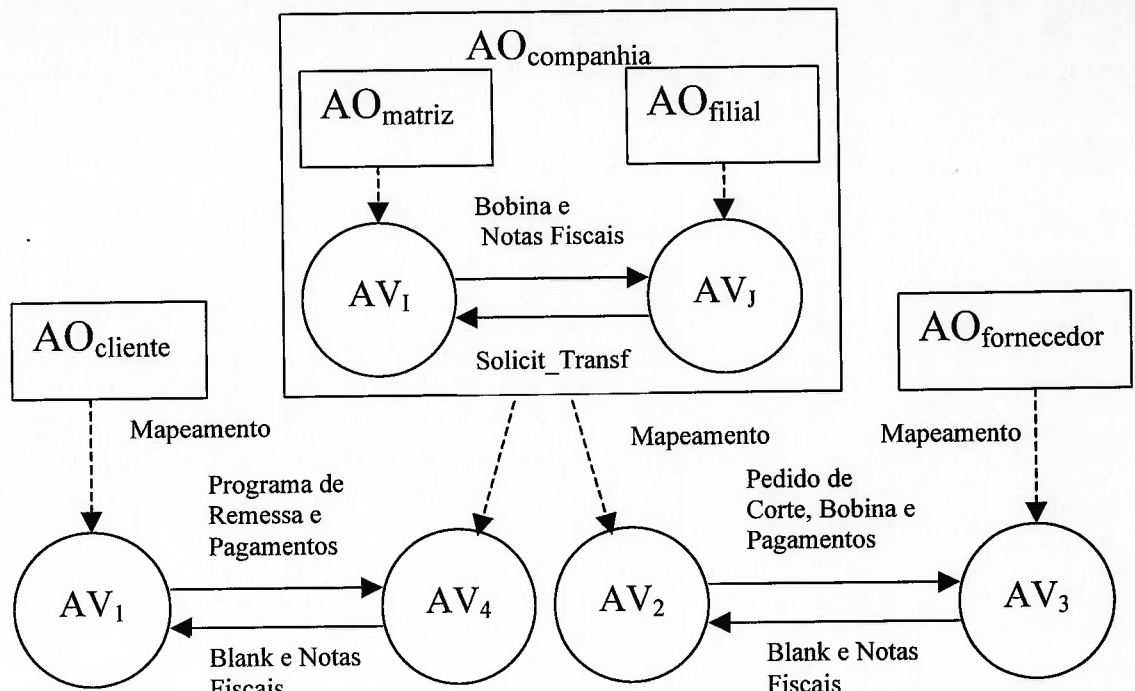 AOcompanhia
AOmatriz
AOfilial
Bobina e
Notas Fiscais
AVI
AVJ
Solicit_Transf
AOcliente
AOfornecedor
Mapeamento
Mapeamento
Mapeamento
Programa de
Remessa e
Pagamentos
Pedido de
Corte, Bobina e
Pagamentos
AV1
AV4
AV2
AV3
Blank e Notas
Fiscais
Blank e Notas
Fiscais